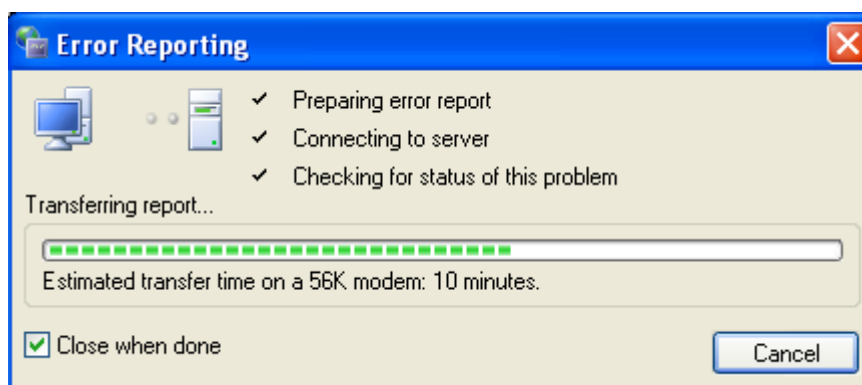 Error Reporting
Preparing error report
Connecting to server
Checking for status of this problem
Transferring report...
Estimated transfer time on a 56K modem: 10 minutes.
Close when done
Cancel